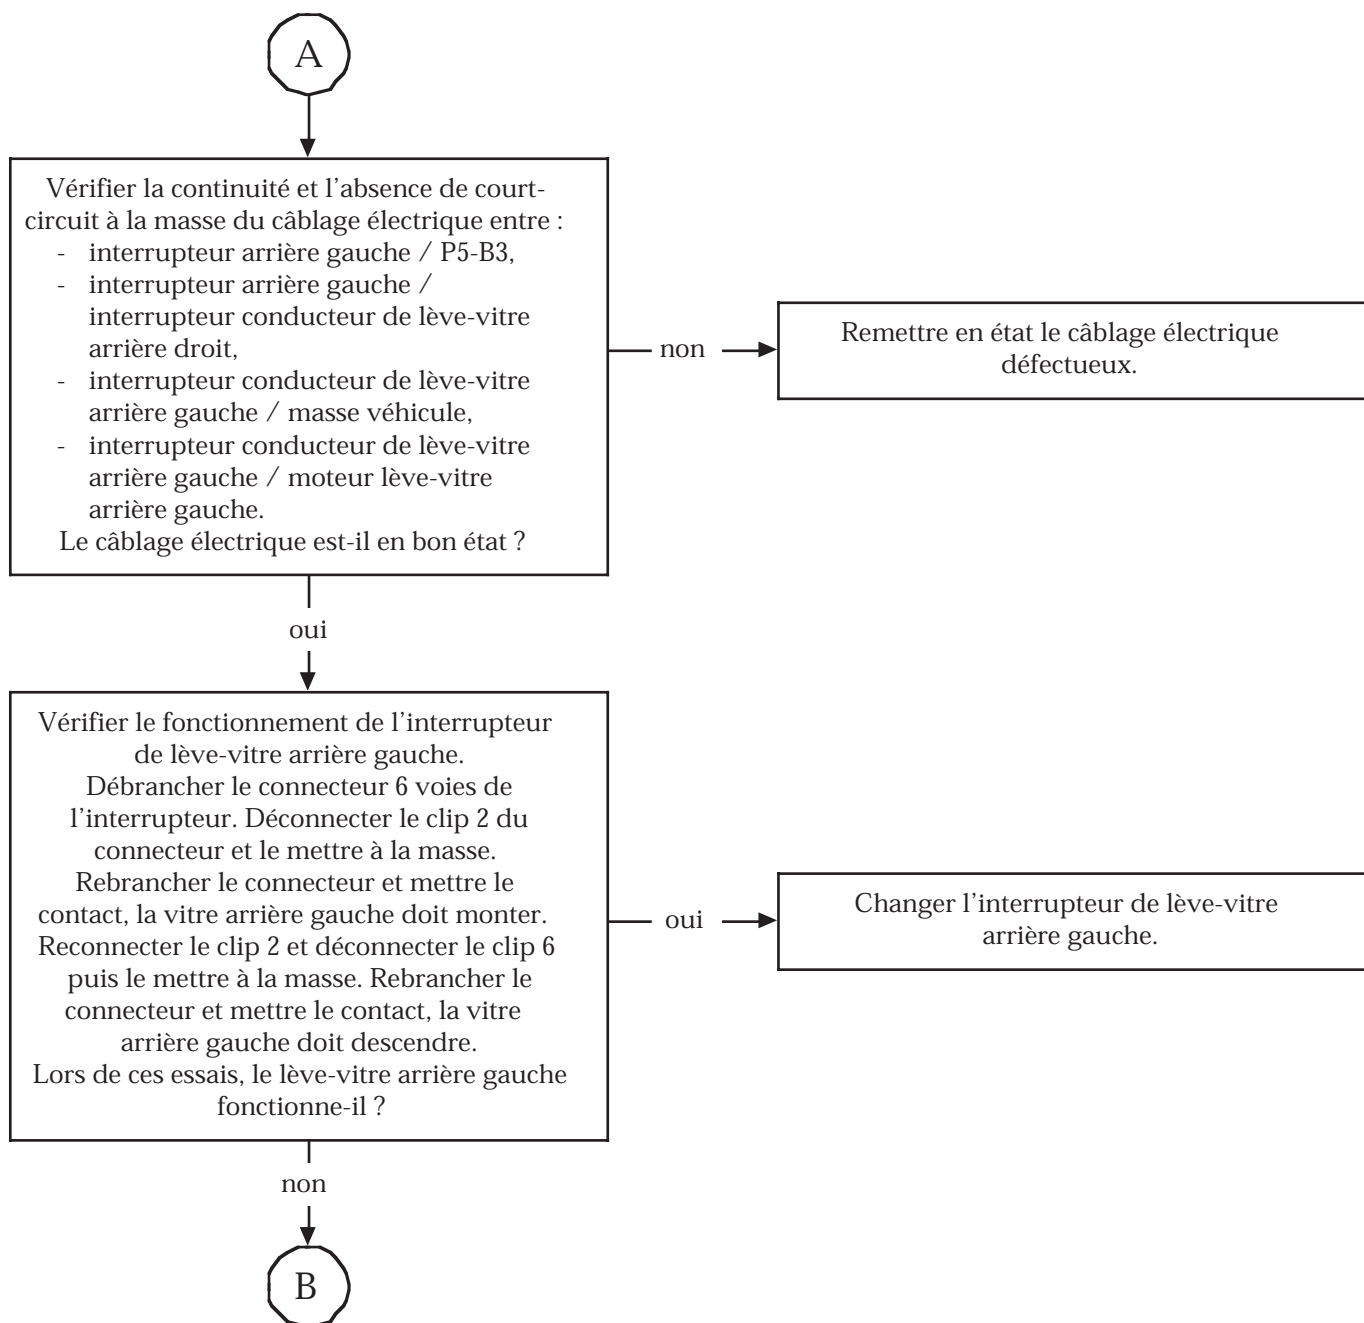 A
Vérifier la continuité et l'absence de court-
circuit à la masse du câblage électrique entre :
- interrupteur arrière gauche / P5-B3,
- interrupteur arrière gauche /
interrupteur conducteur de lève-vitre
arrière droit,
- interrupteur conducteur de lève-vitre
arrière gauche / masse véhicule,
- interrupteur conducteur de lève-vitre
arrière gauche / moteur lève-vitre
arrière gauche.
Le câblage électrique est-il en bon état ?
non
Remettre en état le câblage électrique
défectueux.
oui
Vérifier le fonctionnement de l'interrupteur
de lève-vitre arrière gauche.
Débrancher le connecteur 6 voies de
l'interrupteur. Déconnecter le clip 2 du
connecteur et le mettre à la masse.
Rebrancher le connecteur et mettre le
contact, la vitre arrière gauche doit monter.
Reconnecter le clip 2 et déconnecter le clip 6
puis le mettre à la masse. Rebrancher le
connecteur et mettre le contact, la vitre
arrière gauche doit descendre.
Lors de ces essais, le lève-vitre arrière gauche
fonctionne-il ?
oui
Changer l'interrupteur de lève-vitre
arrière gauche.
non
B